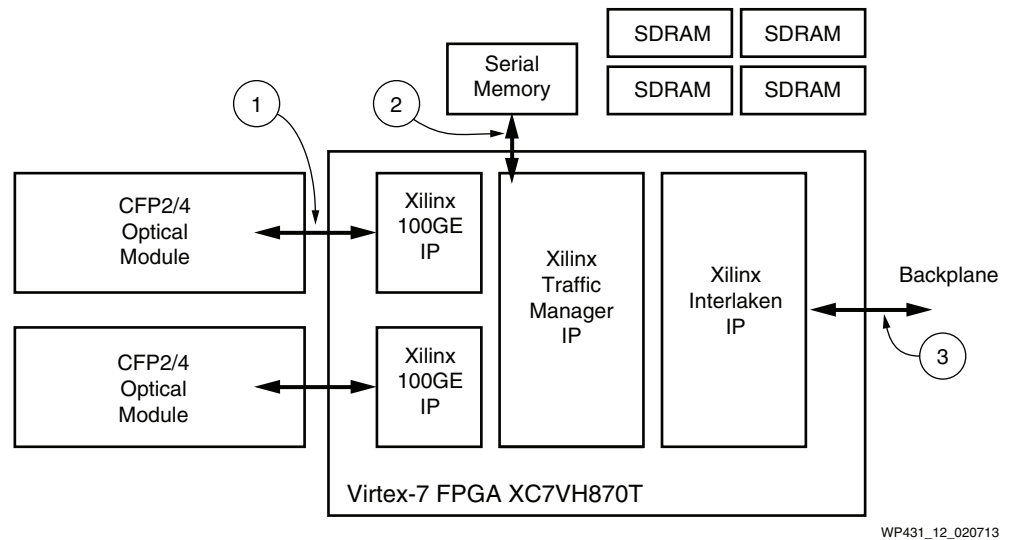 SDRAM
SDRAM
SDRAM
SDRAM
Serial
Memory
1
2
CFP2/4
Optical
Module
Xilinx
100GE
IP
Xilinx
Traffic
Manager
IP
Xilinx
Interlaken
IP
Backplane
3
CFP2/4
Optical
Module
Xilinx
100GE
IP
Virtex-7 FPGA XC7VH870T
WP431_12_020713